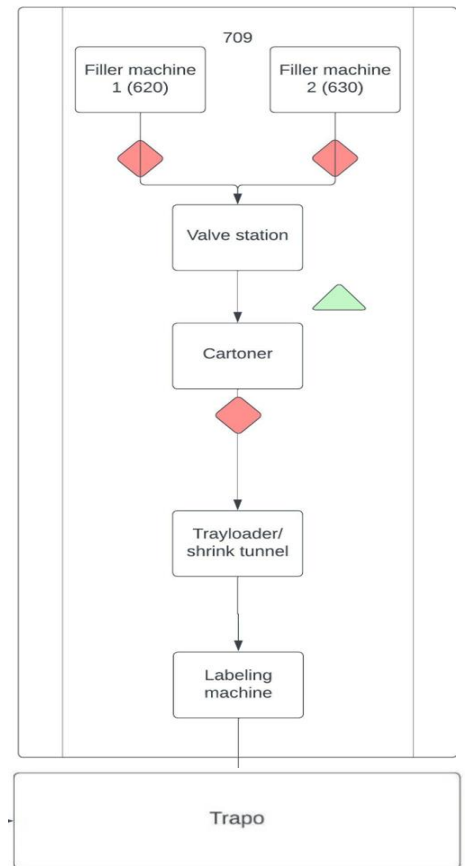 709
Filler machine
1 (620)
Filler machine
2 (630)
Valve station
Cartoner
Trayloader/
shrink tunnel
Labeling
machine
Trapo